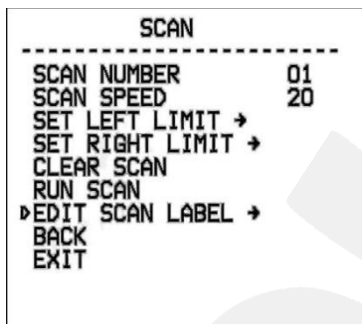 SCAN
SCAN NUMBER 01
SCAN SPEED 20
SET LEFT LIMIT →
SET RIGHT LIMIT →
CLEAR SCAN
RUN SCAN
EDIT SCAN LABEL →
BACK
EXIT